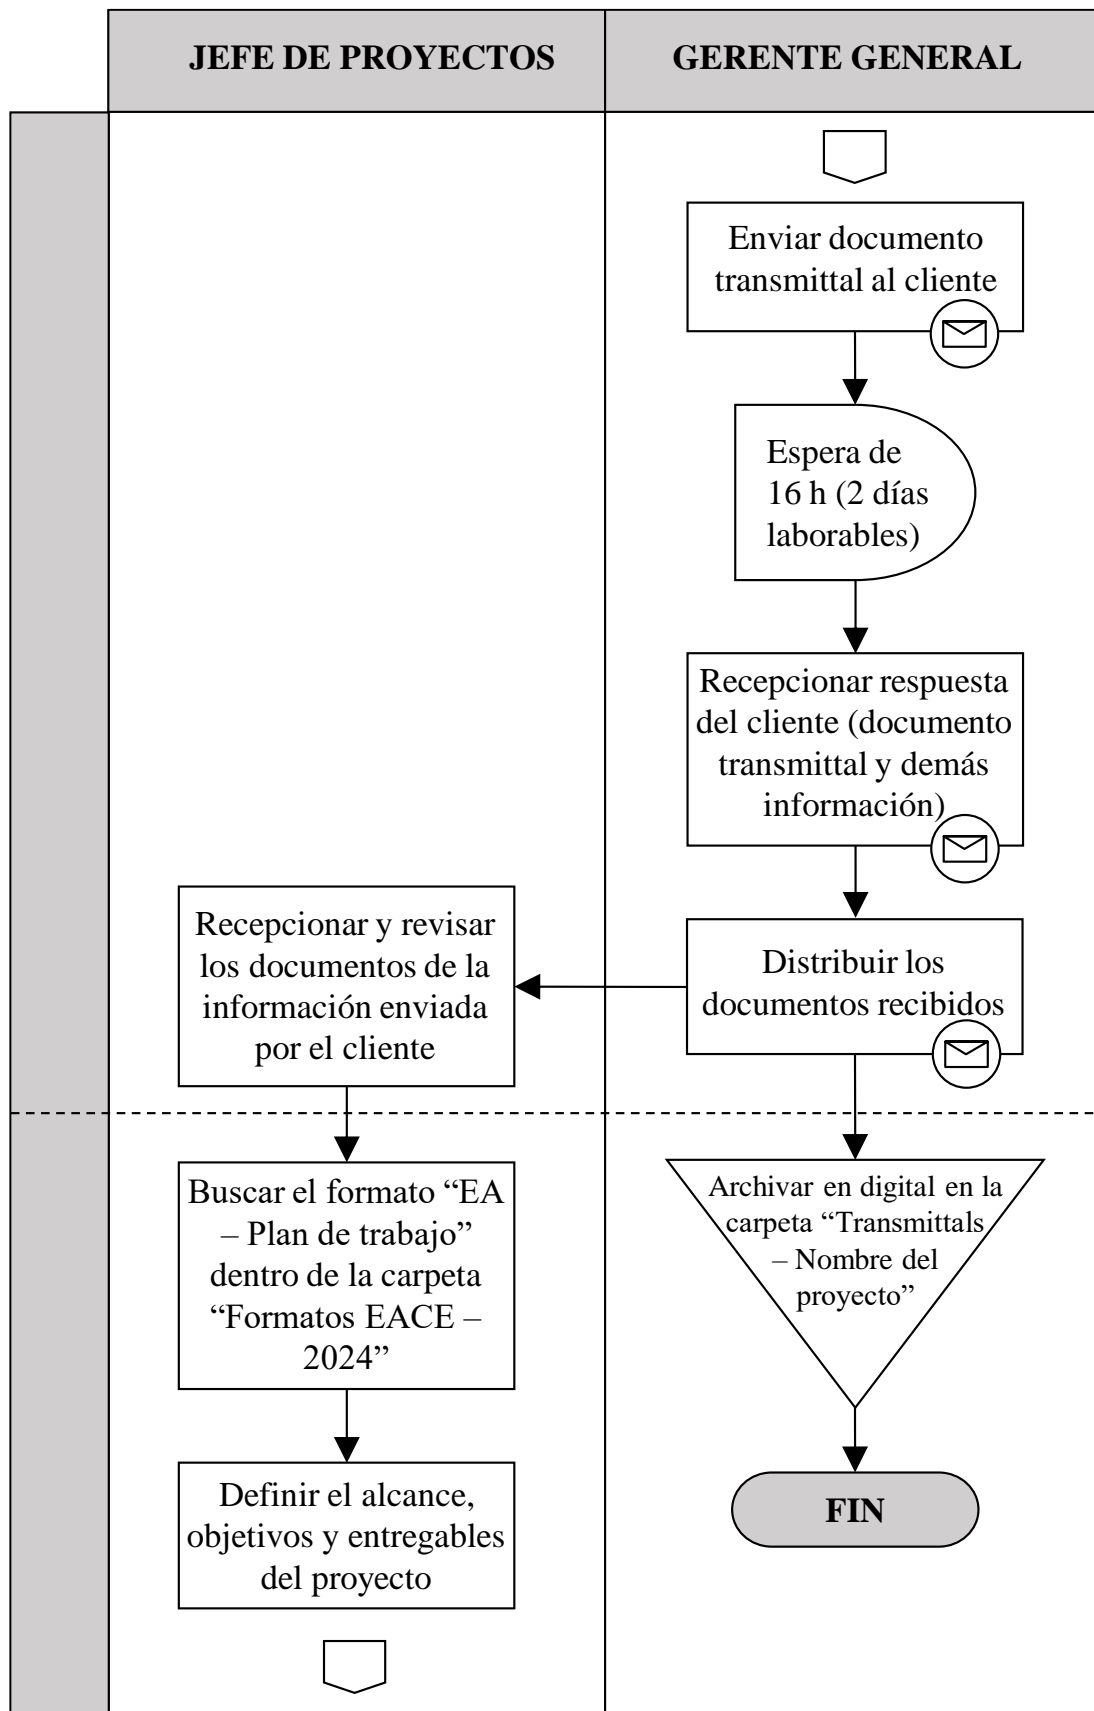 JEFE DE PROYECTOS
GERENTE GENERAL
Enviar documento
transmittal al cliente
Espera de
16 h (2 días
laborables)
Recepcionar respuesta
del cliente (documento
transmittal y demás
información)
Distribuir los
documentos recibidos
Recepcionar y revisar
los documentos de la
información enviada
por el cliente
Archivar en digital en la
carpeta “Transmittals
– Nombre del
proyecto”
FIN
Buscar el formato “EA
– Plan de trabajo”
dentro de la carpeta
“Formatos EACE –
2024”
Definir el alcance,
objetivos y entregables
del proyecto